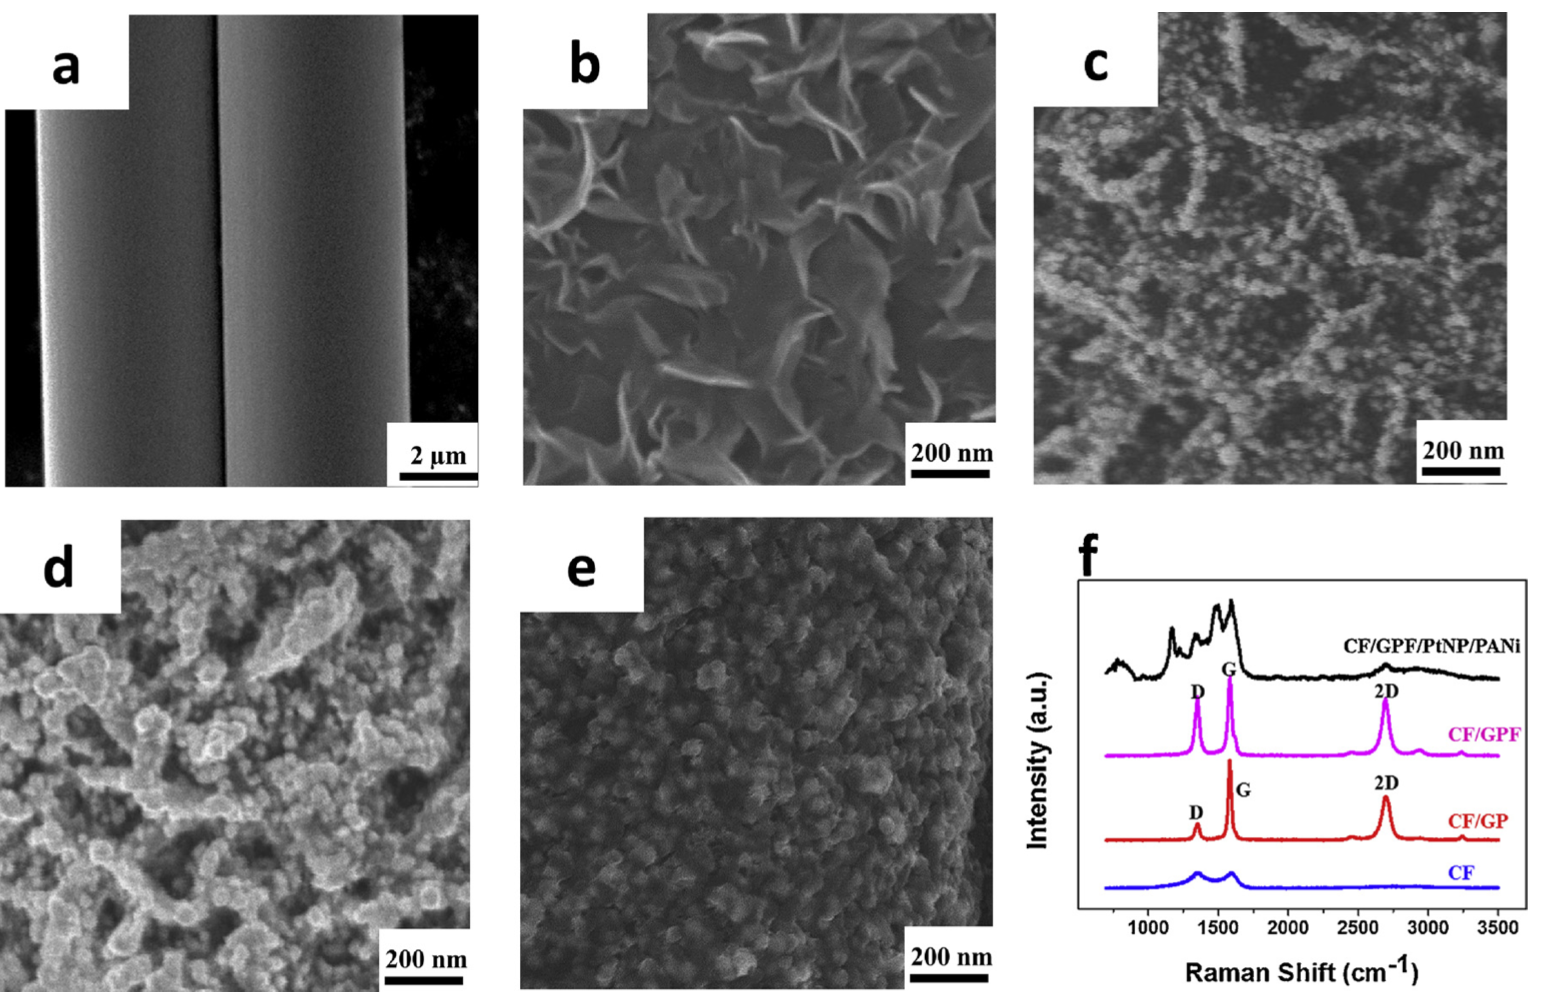 a
b
c
2 μm
200 nm
200 nm
d
e
f
200 nm
200 nm
CF/GPF/PtNP/PANi
G
D
2D
CF/GPF
G
2D
D
CF/GP
CF
Intensity (a.u.)
1000 1500 2000 2500 3000 3500
Raman Shift (cm-1)